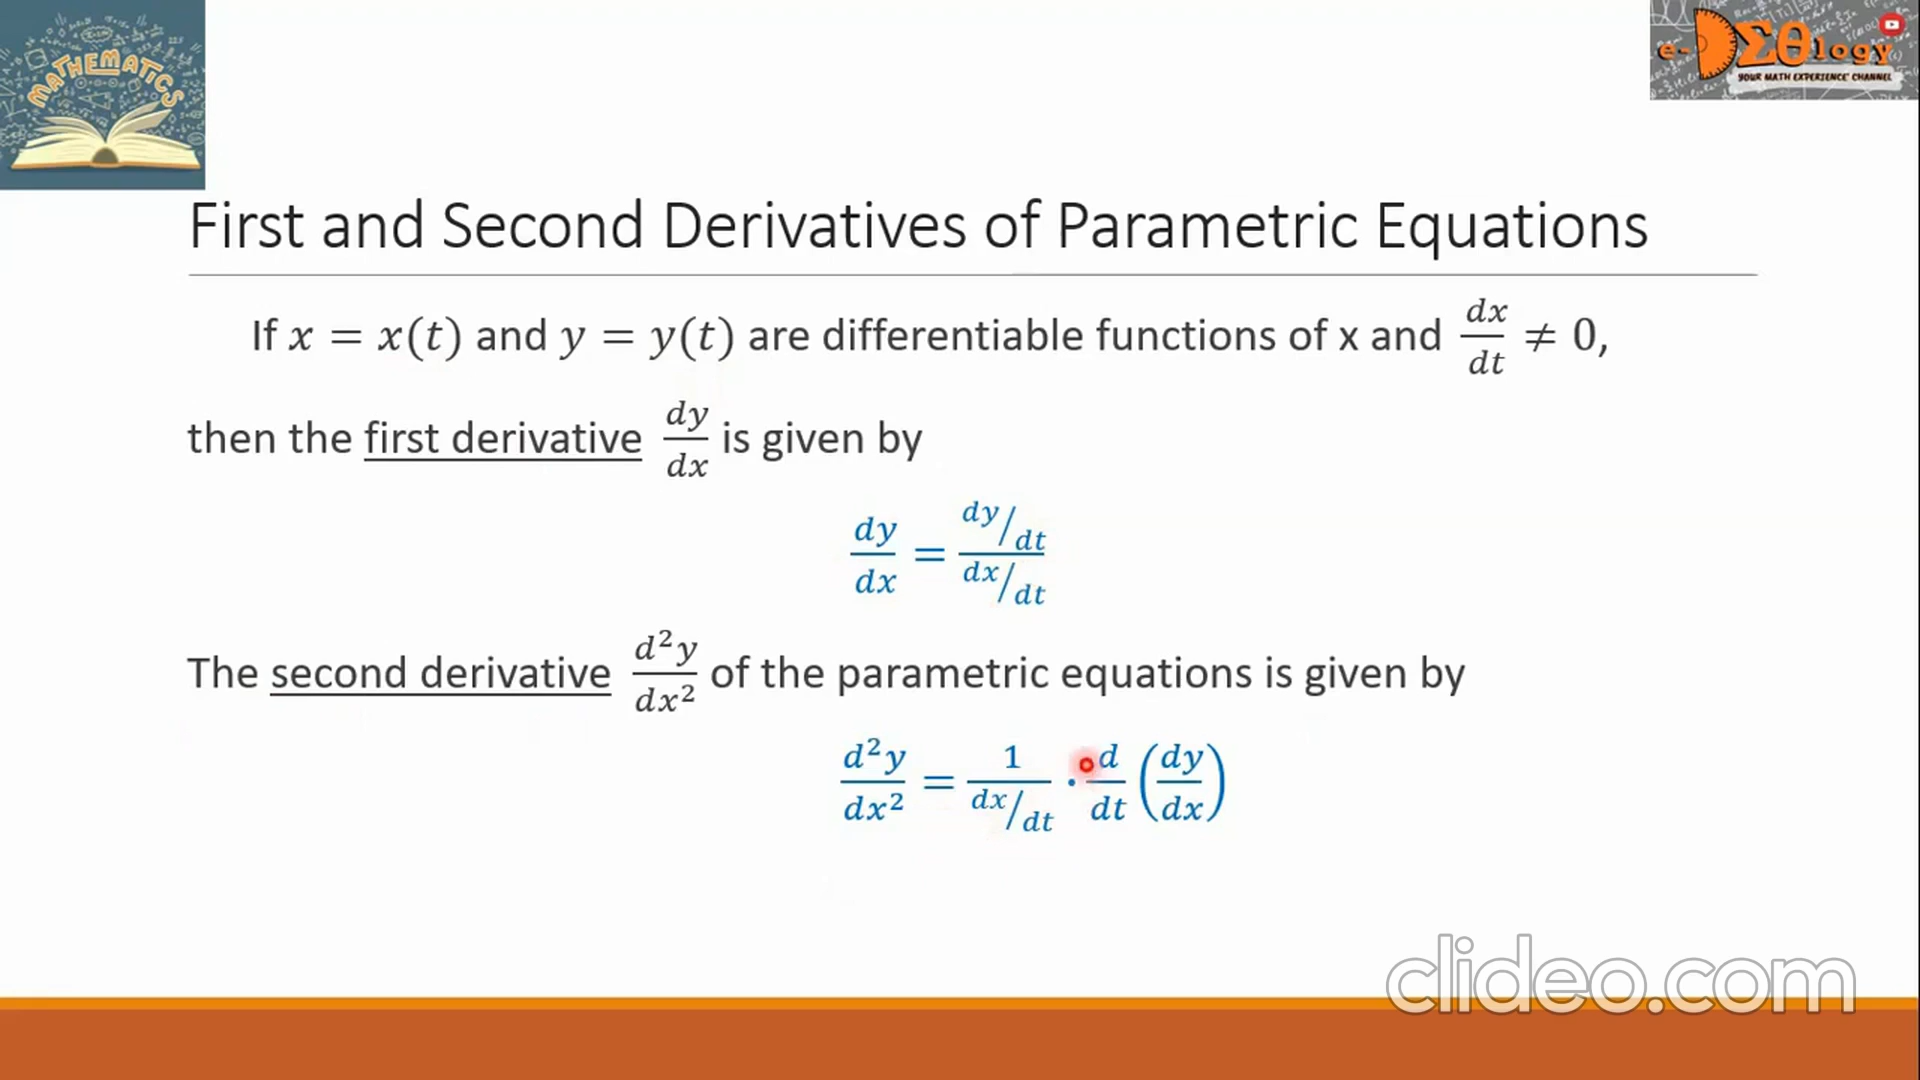 MATHEMATICS
e-DΣθlogy
YOUR MATH EXPERIENCE CHANNEL
First and Second Derivatives of Parametric Equations
If x = x(t) and y = y(t) are differentiable functions of x and dx/dt ≠ 0,
then the first derivative dy/dx is given by
dy/dx = (dy/dt)/(dx/dt)
The second derivative d²y/dx² of the parametric equations is given by
d²y/dx² = 1/(dx/dt) · d/dt (dy/dx)
clideo.com